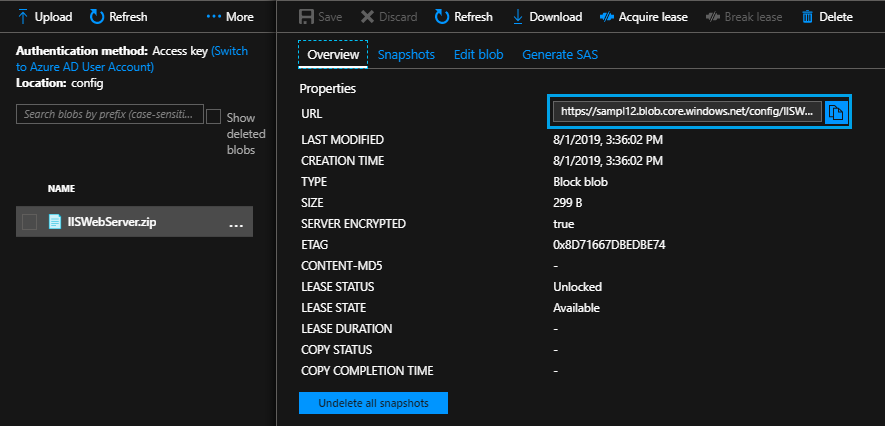 Upload Refresh More
Authentication method: Access key (Switch
to Azure AD User Account)
Location: config
Search blobs by prefix (case-sensiti...
Show
deleted
blobs
NAME
IISWebServer.zip ...
Save Discard Refresh Download Acquire lease Break lease Delete
Overview Snapshots Edit blob Generate SAS
Properties
URL https://sampl12.blob.core.windows.net/config/IISW...
LAST MODIFIED 8/1/2019, 3:36:02 PM
CREATION TIME 8/1/2019, 3:36:02 PM
TYPE Block blob
SIZE 299 B
SERVER ENCRYPTED true
ETAG 0x8D71667DBEDBE74
CONTENT-MD5 -
LEASE STATUS Unlocked
LEASE STATE Available
LEASE DURATION -
COPY STATUS -
COPY COMPLETION TIME -
Undelete all snapshots